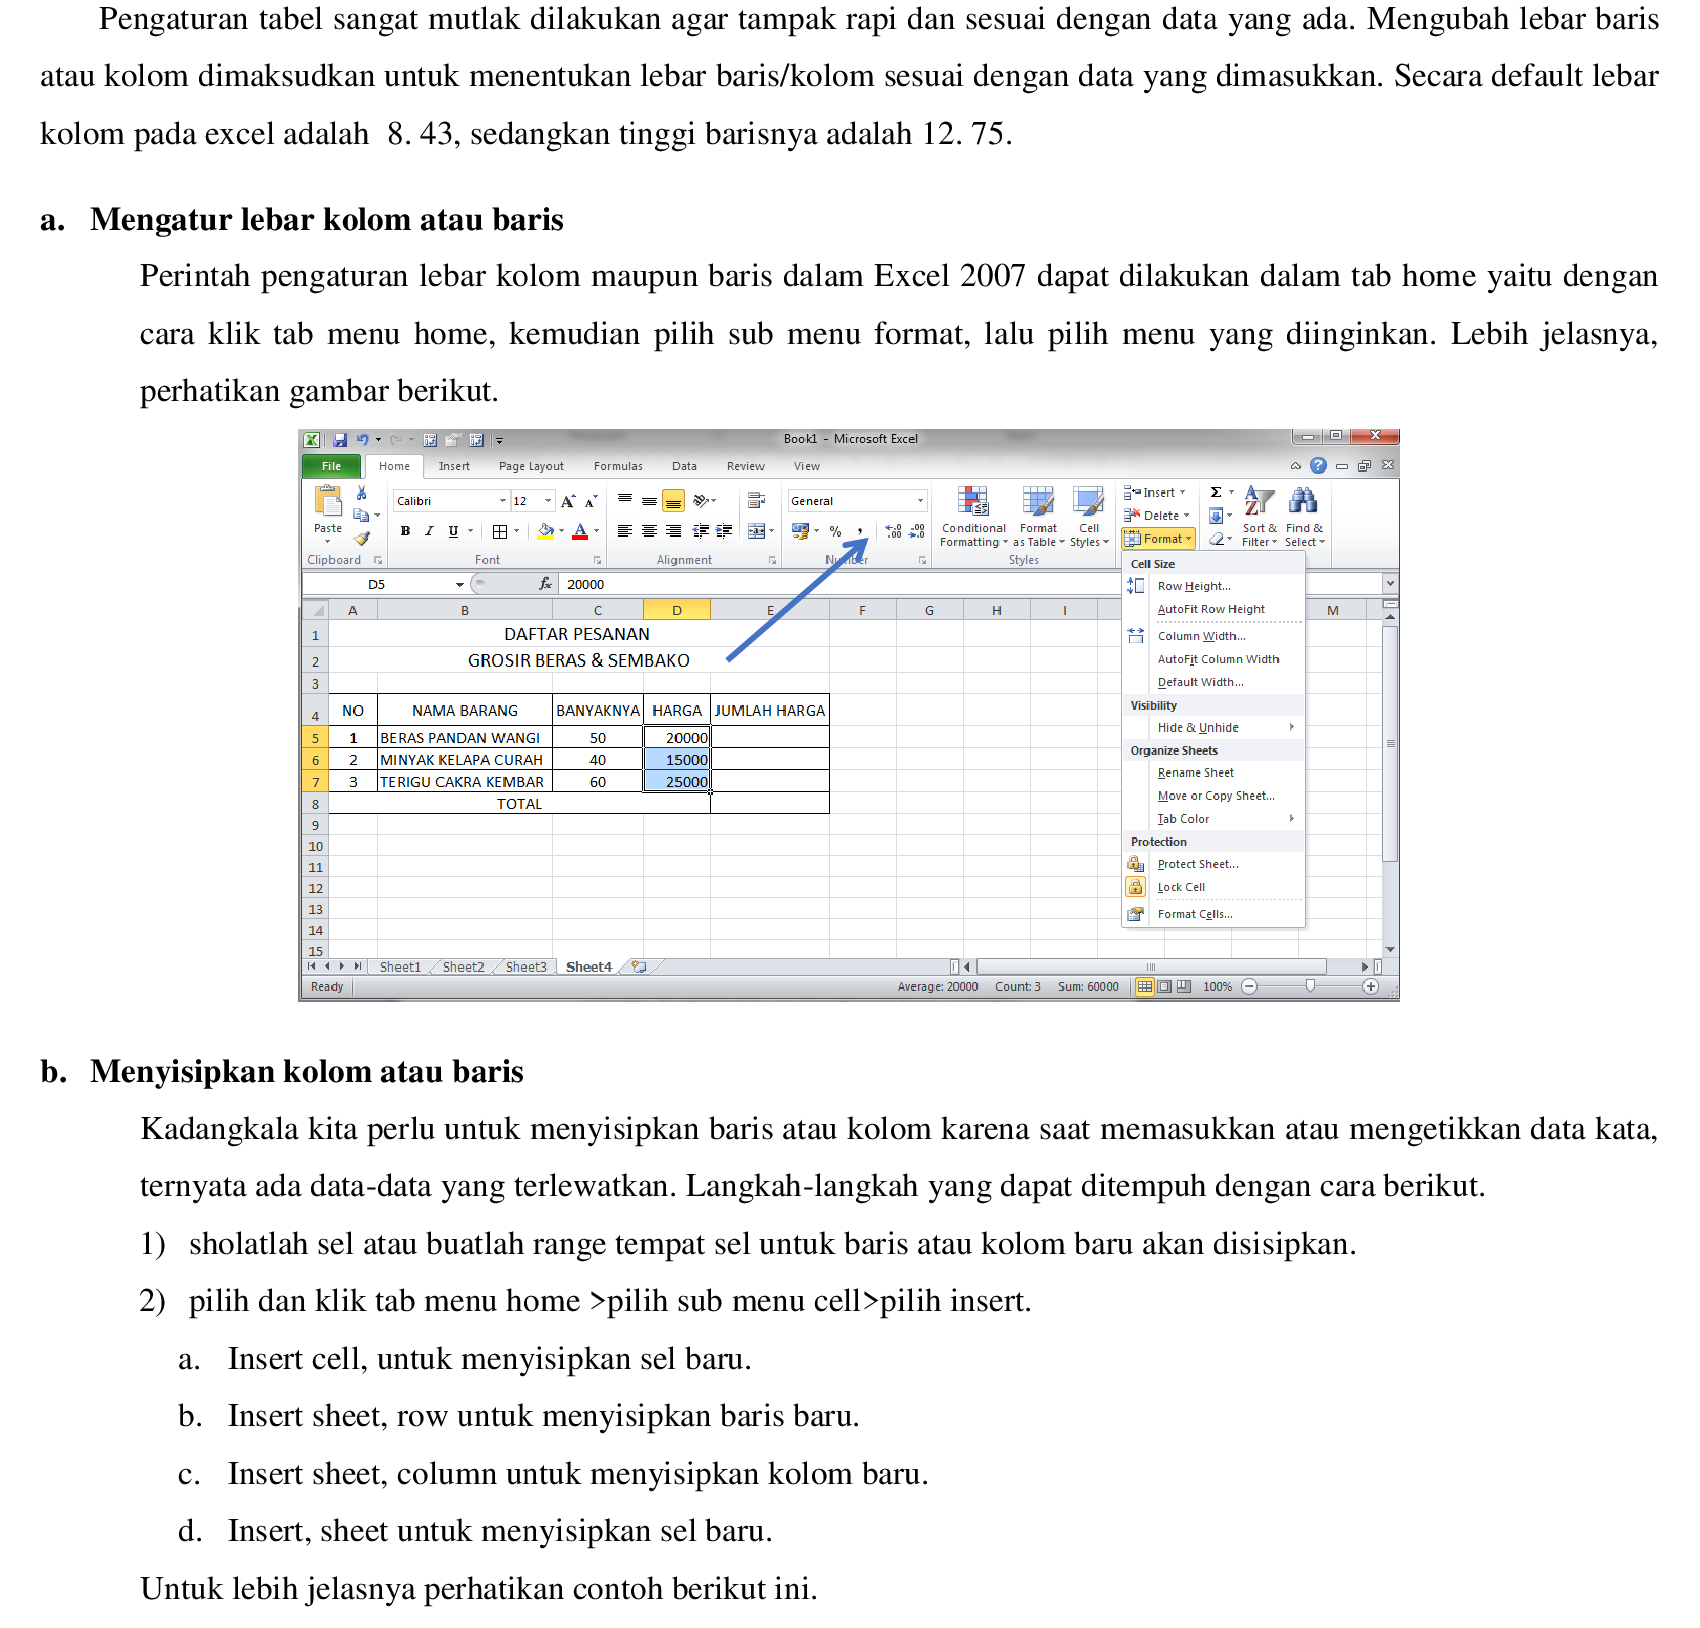 Pengaturan tabel sangat mutlak dilakukan agar tampak rapi dan sesuai dengan data yang ada. Mengubah lebar baris
atau kolom dimaksudkan untuk menentukan lebar baris/kolom sesuai dengan data yang dimasukkan. Secara default lebar
kolom pada excel adalah  8. 43, sedangkan tinggi barisnya adalah 12. 75.
a. Mengatur lebar kolom atau baris
Perintah pengaturan lebar kolom maupun baris dalam Excel 2007 dapat dilakukan dalam tab home yaitu dengan
cara klik tab menu home, kemudian pilih sub menu format, lalu pilih menu yang diinginkan. Lebih jelasnya,
perhatikan gambar berikut.
Book1 - Microsoft Excel
File Home Insert Page Layout Formulas Data Review View
Calibri 12 General Insert
Paste B I U % Conditional Formatting Format as Table Cell Styles Delete Sort & Filter Find & Select
Format
Clipboard Font Alignment Number Styles
D5 fx 20000
A B C D E F G H I M
1 DAFTAR PESANAN
2 GROSIR BERAS & SEMBAKO
3
4 NO NAMA BARANG BANYAKNYA HARGA JUMLAH HARGA
5 1 BERAS PANDAN WANGI 50 20000
6 2 MINYAK KELAPA CURAH 40 15000
7 3 TERIGU CAKRA KEMBAR 60 25000
8 TOTAL
9
10
11
12
13
14
15
Cell Size
Row Height...
AutoFit Row Height
Column Width...
AutoFit Column Width
Default Width...
Visibility
Hide & Unhide
Organize Sheets
Rename Sheet
Move or Copy Sheet...
Tab Color
Protection
Protect Sheet...
Lock Cell
Format Cells...
Sheet1 Sheet2 Sheet3 Sheet4
Ready Average: 20000 Count: 3 Sum: 60000 100%
b. Menyisipkan kolom atau baris
Kadangkala kita perlu untuk menyisipkan baris atau kolom karena saat memasukkan atau mengetikkan data kata,
ternyata ada data-data yang terlewatkan. Langkah-langkah yang dapat ditempuh dengan cara berikut.
1) sholatlah sel atau buatlah range tempat sel untuk baris atau kolom baru akan disisipkan.
2) pilih dan klik tab menu home >pilih sub menu cell>pilih insert.
a. Insert cell, untuk menyisipkan sel baru.
b. Insert sheet, row untuk menyisipkan baris baru.
c. Insert sheet, column untuk menyisipkan kolom baru.
d. Insert, sheet untuk menyisipkan sel baru.
Untuk lebih jelasnya perhatikan contoh berikut ini.